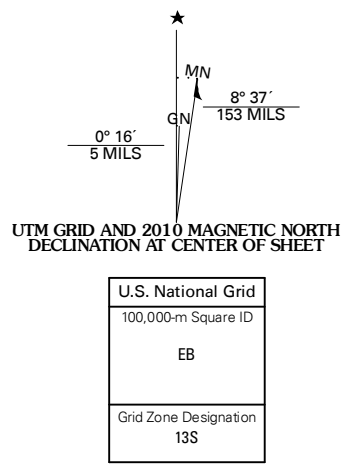 ★
MN
8° 37´
153 MILS
GN
0° 16´
5 MILS
UTM GRID AND 2010 MAGNETIC NORTH
DECLINATION AT CENTER OF SHEET
U.S. National Grid
100,000-m Square ID
EB
Grid Zone Designation
13S